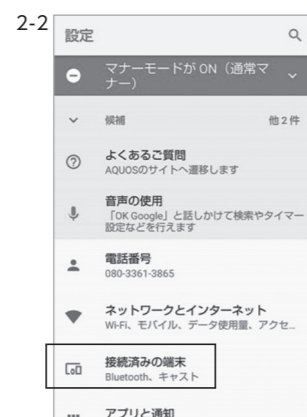 2-2
設定
マナーモードが ON（通常マ
ナー）
候補 他 2 件
よくあるご質問
AQUOSのサイトへ遷移します
音声の使用
「OK Google」と話しかけて検索やタイマー
設定などを行えます
電話番号
080-3361-3865
ネットワークとインターネット
Wi-Fi、モバイル、データ使用量、アクセ...
接続済みの端末
Bluetooth、キャスト
アプリと通知